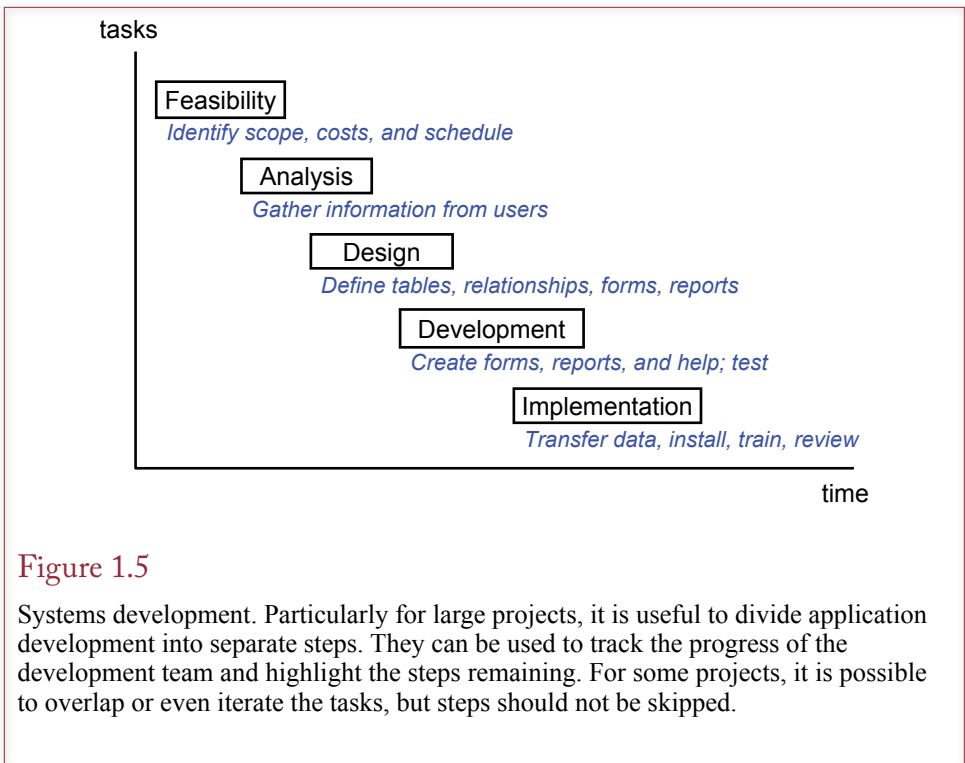 tasks
Feasibility
Identify scope, costs, and schedule
Analysis
Gather information from users
Design
Define tables, relationships, forms, reports
Development
Create forms, reports, and help; test
Implementation
Transfer data, install, train, review
time
Figure 1.5
Systems development. Particularly for large projects, it is useful to divide application
development into separate steps. They can be used to track the progress of the
development team and highlight the steps remaining. For some projects, it is possible
to overlap or even iterate the tasks, but steps should not be skipped.